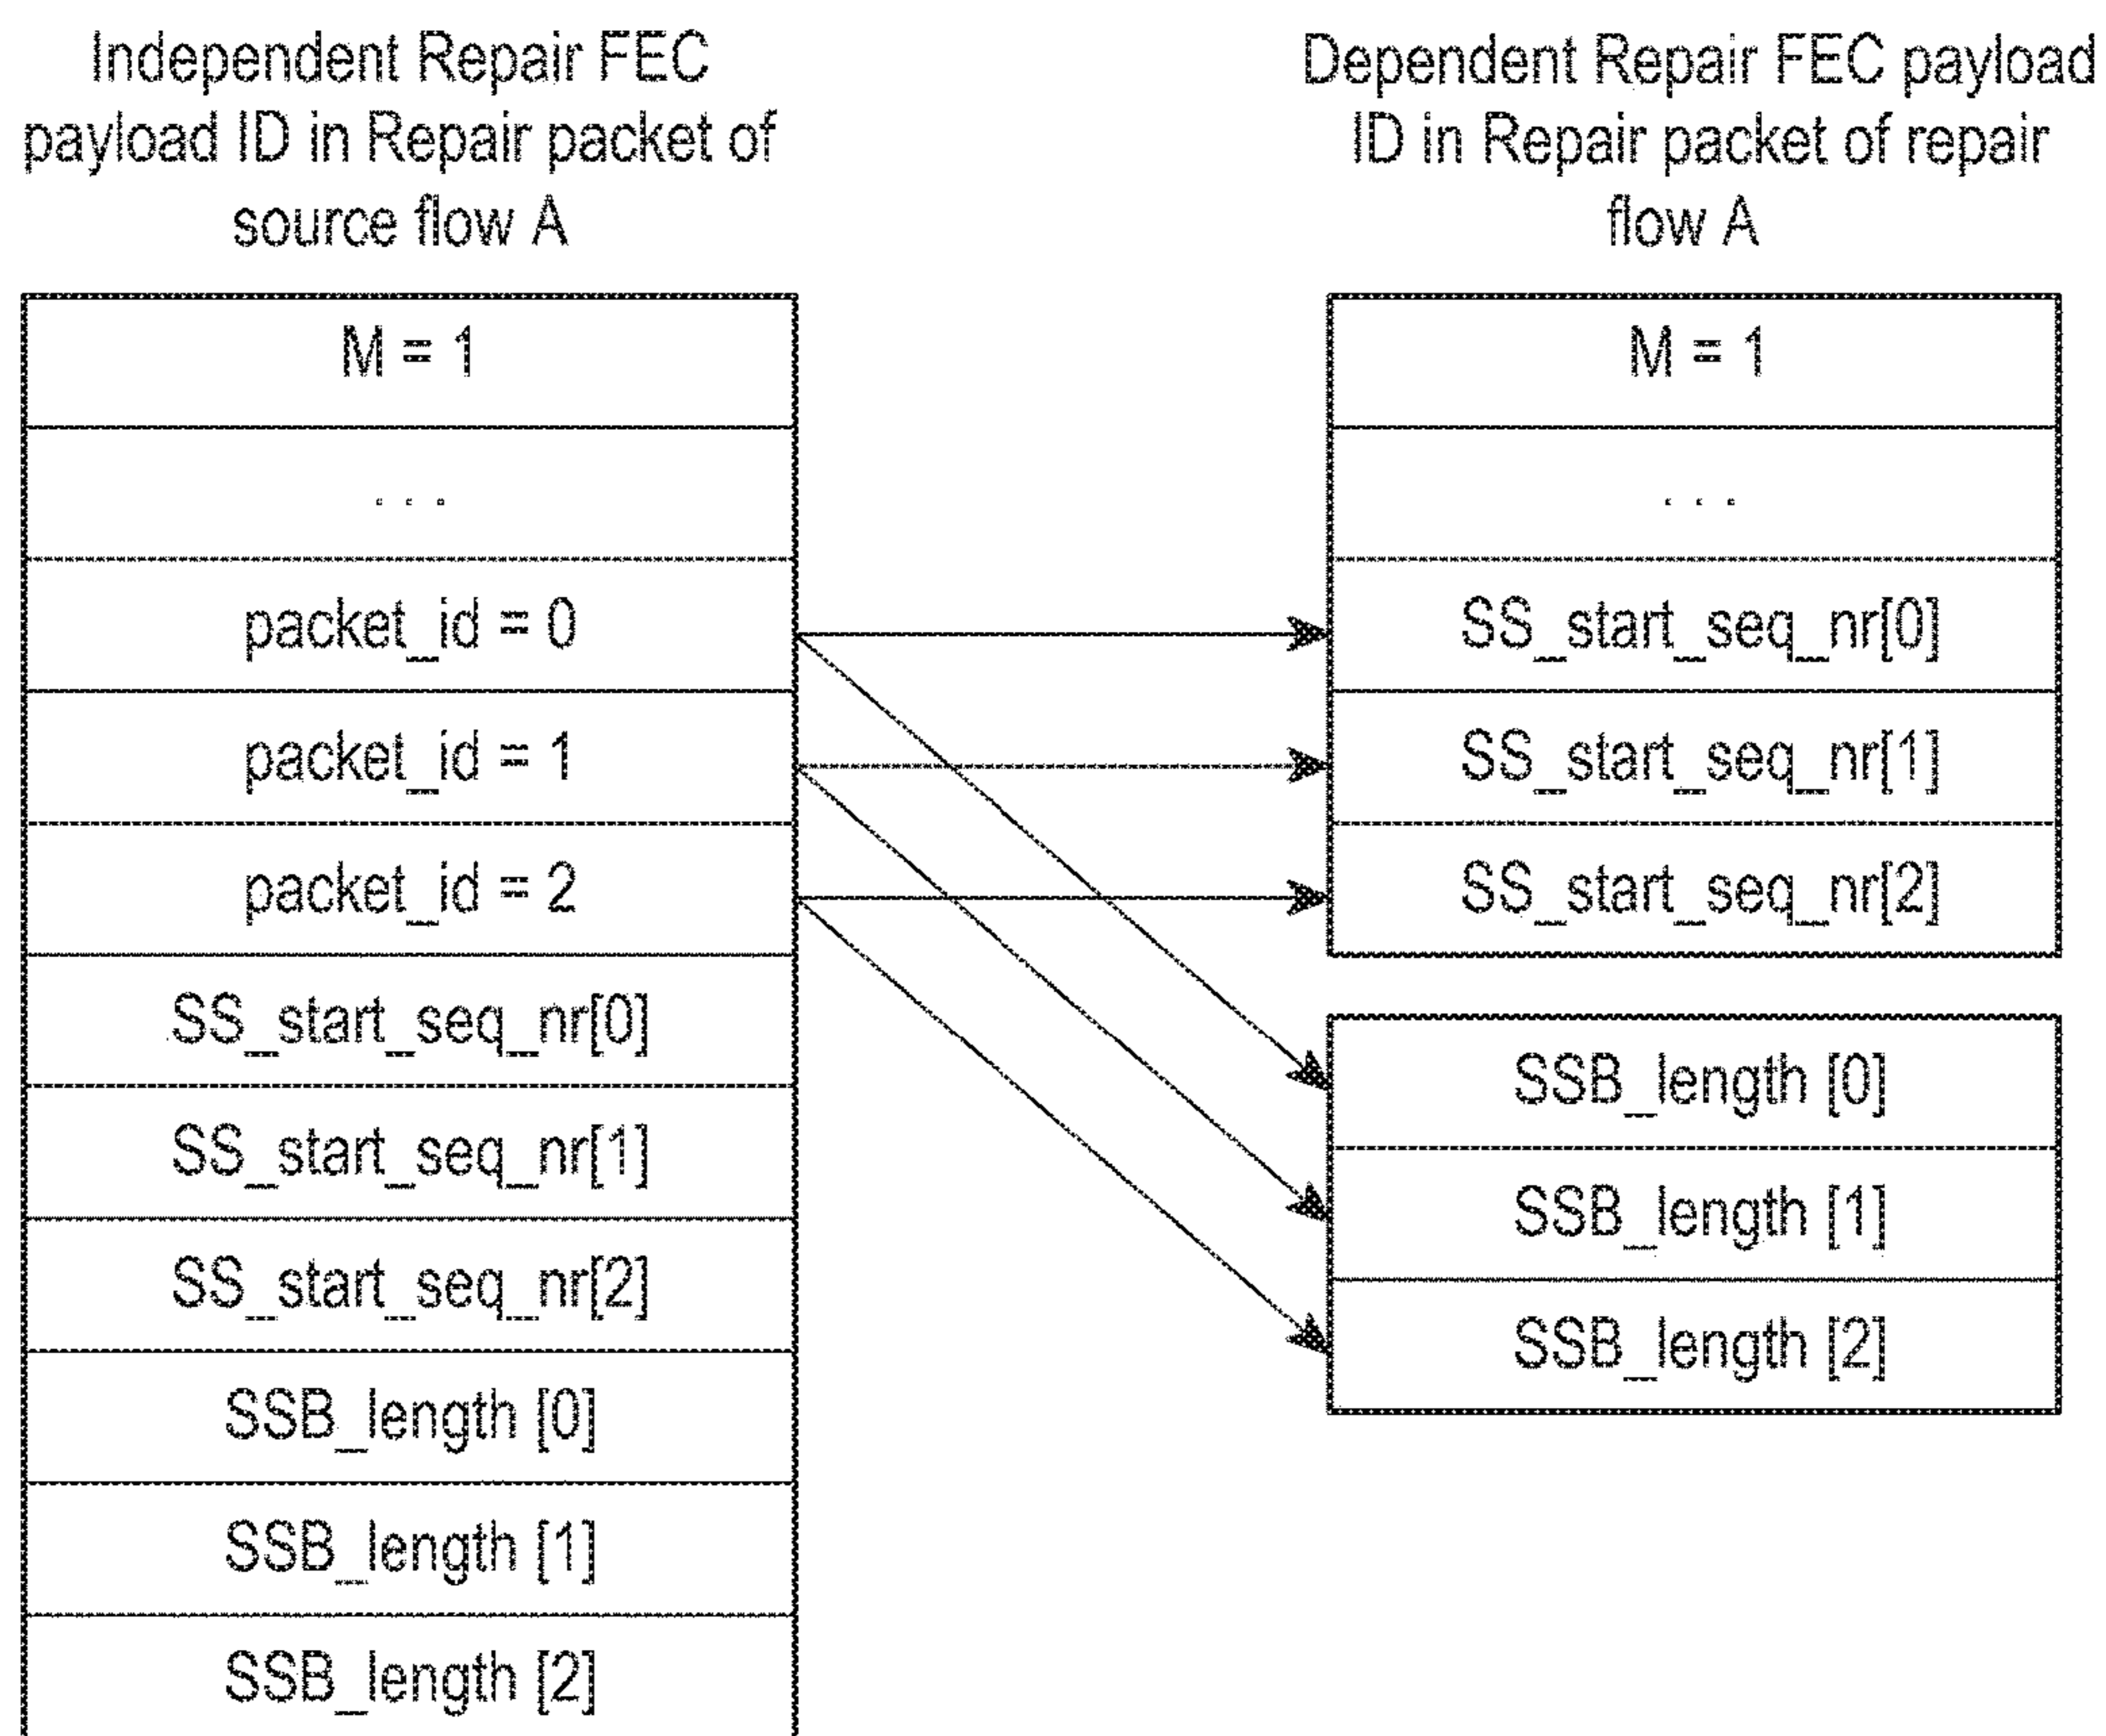 Independent Repair FEC
payload ID in Repair packet of
source flow A
M = 1
. . .
packet_id = 0
packet_id = 1
packet_id = 2
SS_start_seq_nr[0]
SS_start_seq_nr[1]
SS_start_seq_nr[2]
SSB_length [0]
SSB_length [1]
SSB_length [2]
Dependent Repair FEC payload
ID in Repair packet of repair
flow A
M = 1
. . .
SS_start_seq_nr[0]
SS_start_seq_nr[1]
SS_start_seq_nr[2]
SSB_length [0]
SSB_length [1]
SSB_length [2]